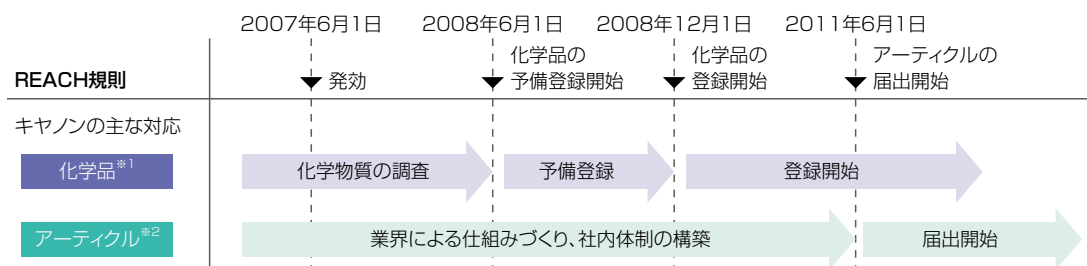 2007年6月1日 2008年6月1日 2008年12月1日 2011年6月1日
REACH規則
発効
化学品の
予備登録開始
化学品の
登録開始
アーティクルの
届出開始
キヤノンの主な対応
化学品※1
化学物質の調査 予備登録 登録開始
アーティクル※2
業界による仕組みづくり、社内体制の構築 届出開始